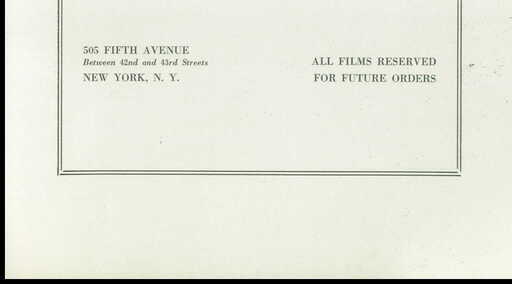 505 FIFTH AVENUE
Between 42nd and 43rd Streets
NEW YORK, N. Y.
ALL FILMS RESERVED
FOR FUTURE ORDERS